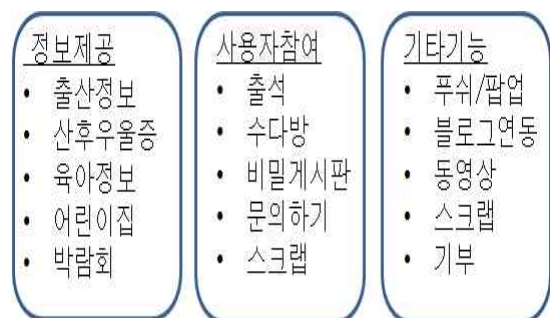 정보제공
• 출산정보
• 산후우울증
• 육아정보
• 어린이집
• 박람회
사용자참여
• 출석
• 수다방
• 비밀게시판
• 문의하기
• 스크랩
기타기능
• 푸쉬/팝업
• 블로그연동
• 동영상
• 스크랩
• 기부